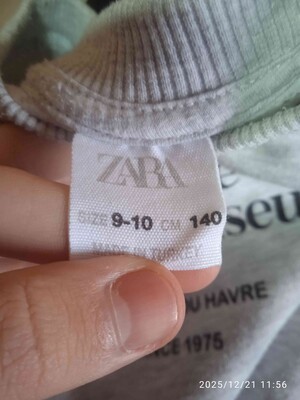 ZARA
SIZE 9-10 CM 140
MADE IN TURKEY
seu
U HAVRE
NCE 1975
2025/12/21 11:56